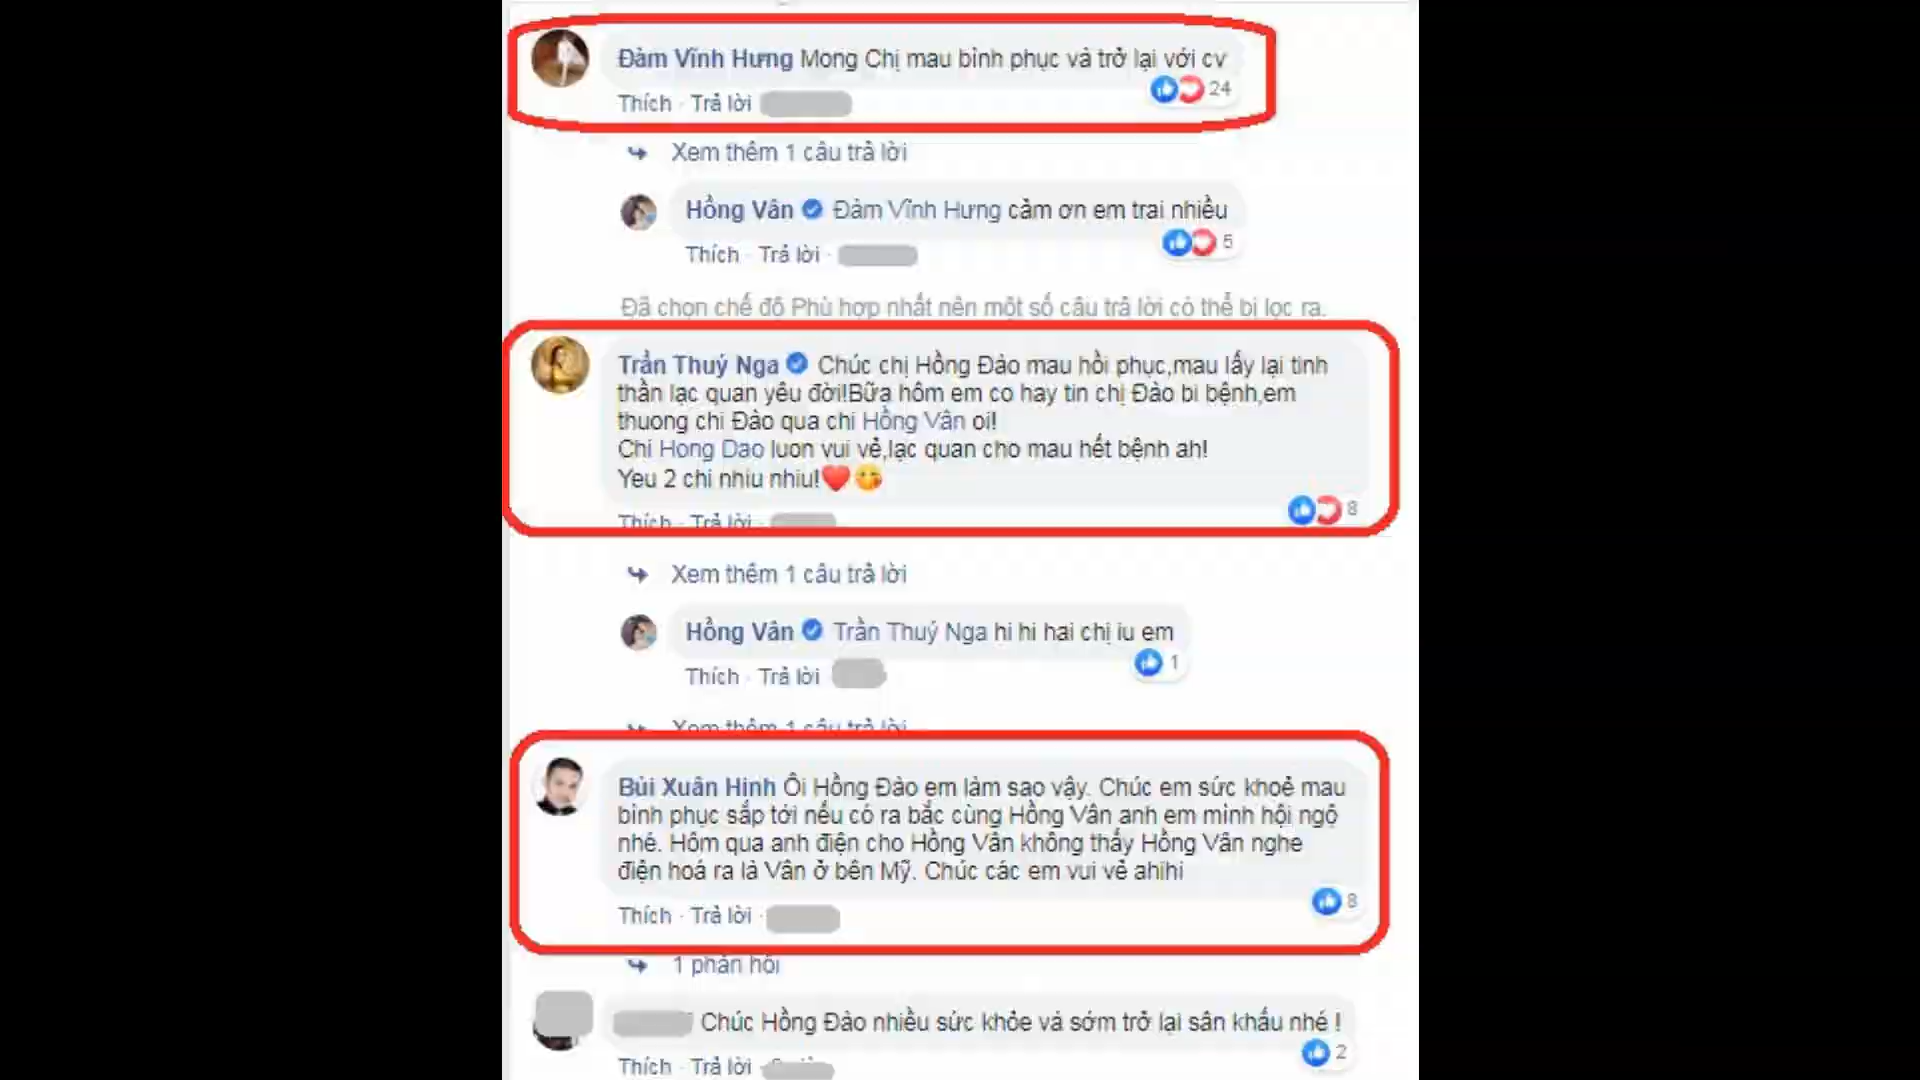 Đàm Vĩnh Hưng Mong Chị mau bình phục và trở lại với cv
24
Thích · Trả lời
Xem thêm 1 câu trả lời
Hồng Vân Đàm Vĩnh Hưng cảm ơn em trai nhiều
5
Thích · Trả lời ·
Đã chọn chế độ Phù hợp nhất nên một số câu trả lời có thể bị lọc ra.
Trần Thuý Nga Chúc chị Hồng Đào mau hồi phục,mau lấy lại tinh
thần lạc quan yêu đời!Bữa hôm em co hay tin chị Đào bi bệnh,em
thuong chi Đào qua chi Hồng Vân oi!
Chi Hong Dao luon vui vẻ,lạc quan cho mau hết bệnh ah!
Yeu 2 chi nhiu nhiu!❤️😋
8
Thích · Trả lời ·
Xem thêm 1 câu trả lời
Hồng Vân Trần Thuý Nga hi hi hai chị iu em
1
Thích · Trả lời
Xem thêm 1 câu trả lời
Bùi Xuân Hinh Ôi Hồng Đào em làm sao vậy. Chúc em sức khoẻ mau
bình phục sắp tới nếu có ra bắc cùng Hồng Vân anh em mình hội ngộ
nhé. Hôm qua anh điện cho Hồng Vân không thấy Hồng Vân nghe
điện hoá ra là Vân ở bên Mỹ. Chúc các em vui vẻ ahihi
8
Thích · Trả lời ·
1 phản hồi
Chúc Hồng Đào nhiều sức khỏe và sớm trở lại sân khấu nhé !
2
Thích · Trả lời